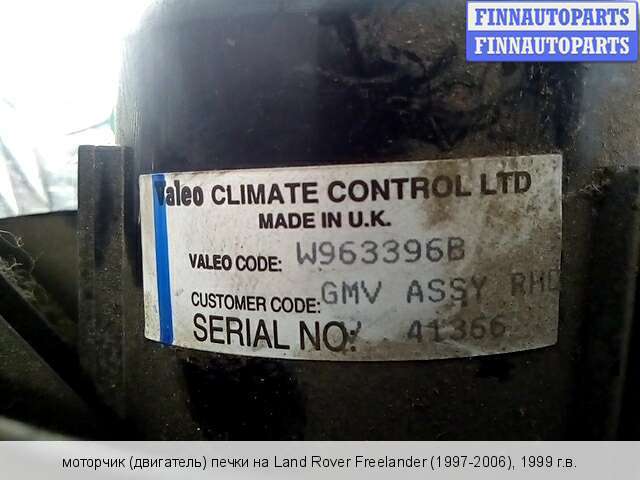 FINNAUTOPARTS
FINNAUTOPARTS
Valeo CLIMATE CONTROL LTD
MADE IN U.K.
VALEO CODE: W963396B
CUSTOMER CODE: GMV ASSY RHD
SERIAL NO: 41366
моторчик (двигатель) печки на Land Rover Freelander (1997-2006), 1999 г.в.